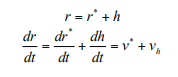 r = r* + h
dr/dt = dr*/dt + dh/dt = v* + v_h